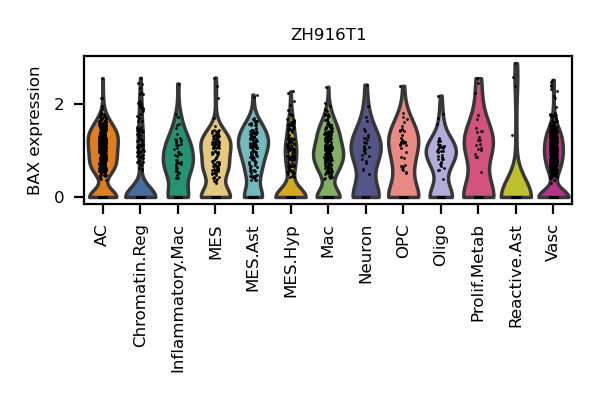 ZH916T1
BAX expression
2
0
AC
Chromatin.Reg
Inflammatory.Mac
MES
MES.Ast
MES.Hyp
Mac
Neuron
OPC
Oligo
Prolif.Metab
Reactive.Ast
Vasc